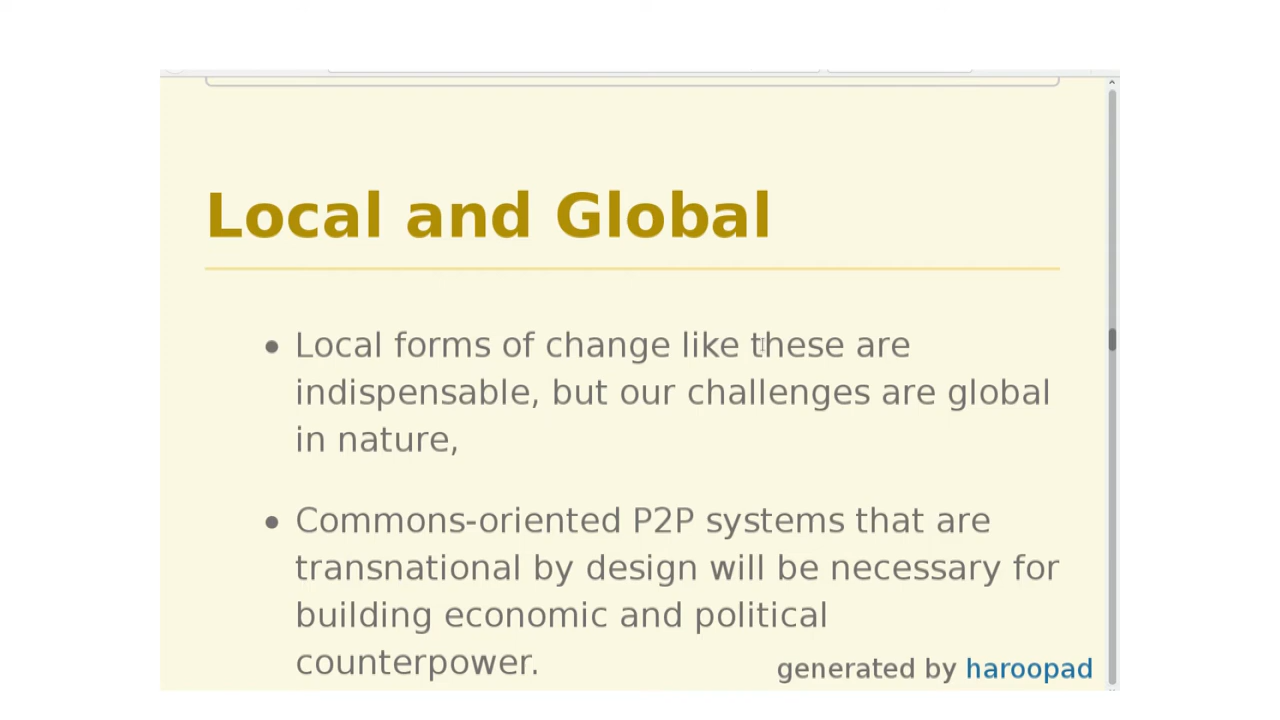 Local and Global
Local forms of change like these are
indispensable, but our challenges are global
in nature,
Commons-oriented P2P systems that are
transnational by design will be necessary for
building economic and political
counterpower.
generated by haroopad